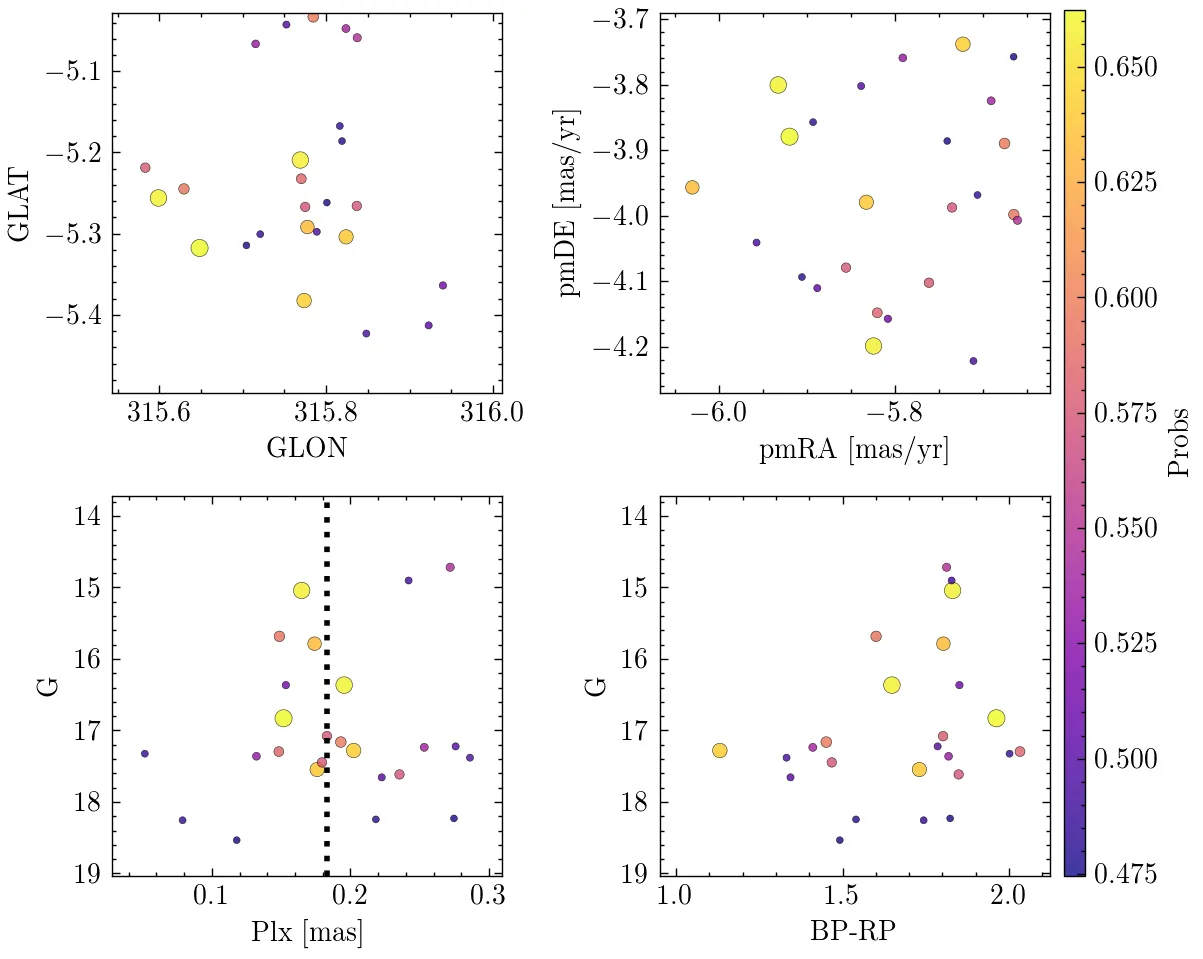 −5.1
−5.2
−5.3
−5.4
GLAT
315.6 315.8 316.0
GLON
−3.7
−3.8
−3.9
−4.0
−4.1
−4.2
pmDE [mas/yr]
−6.0 −5.8
pmRA [mas/yr]
14
15
16
17
18
19
G
0.1 0.2 0.3
Plx [mas]
14
15
16
17
18
19
G
1.0 1.5 2.0
BP-RP
0.650
0.625
0.600
0.575
0.550
0.525
0.500
0.475
Probs